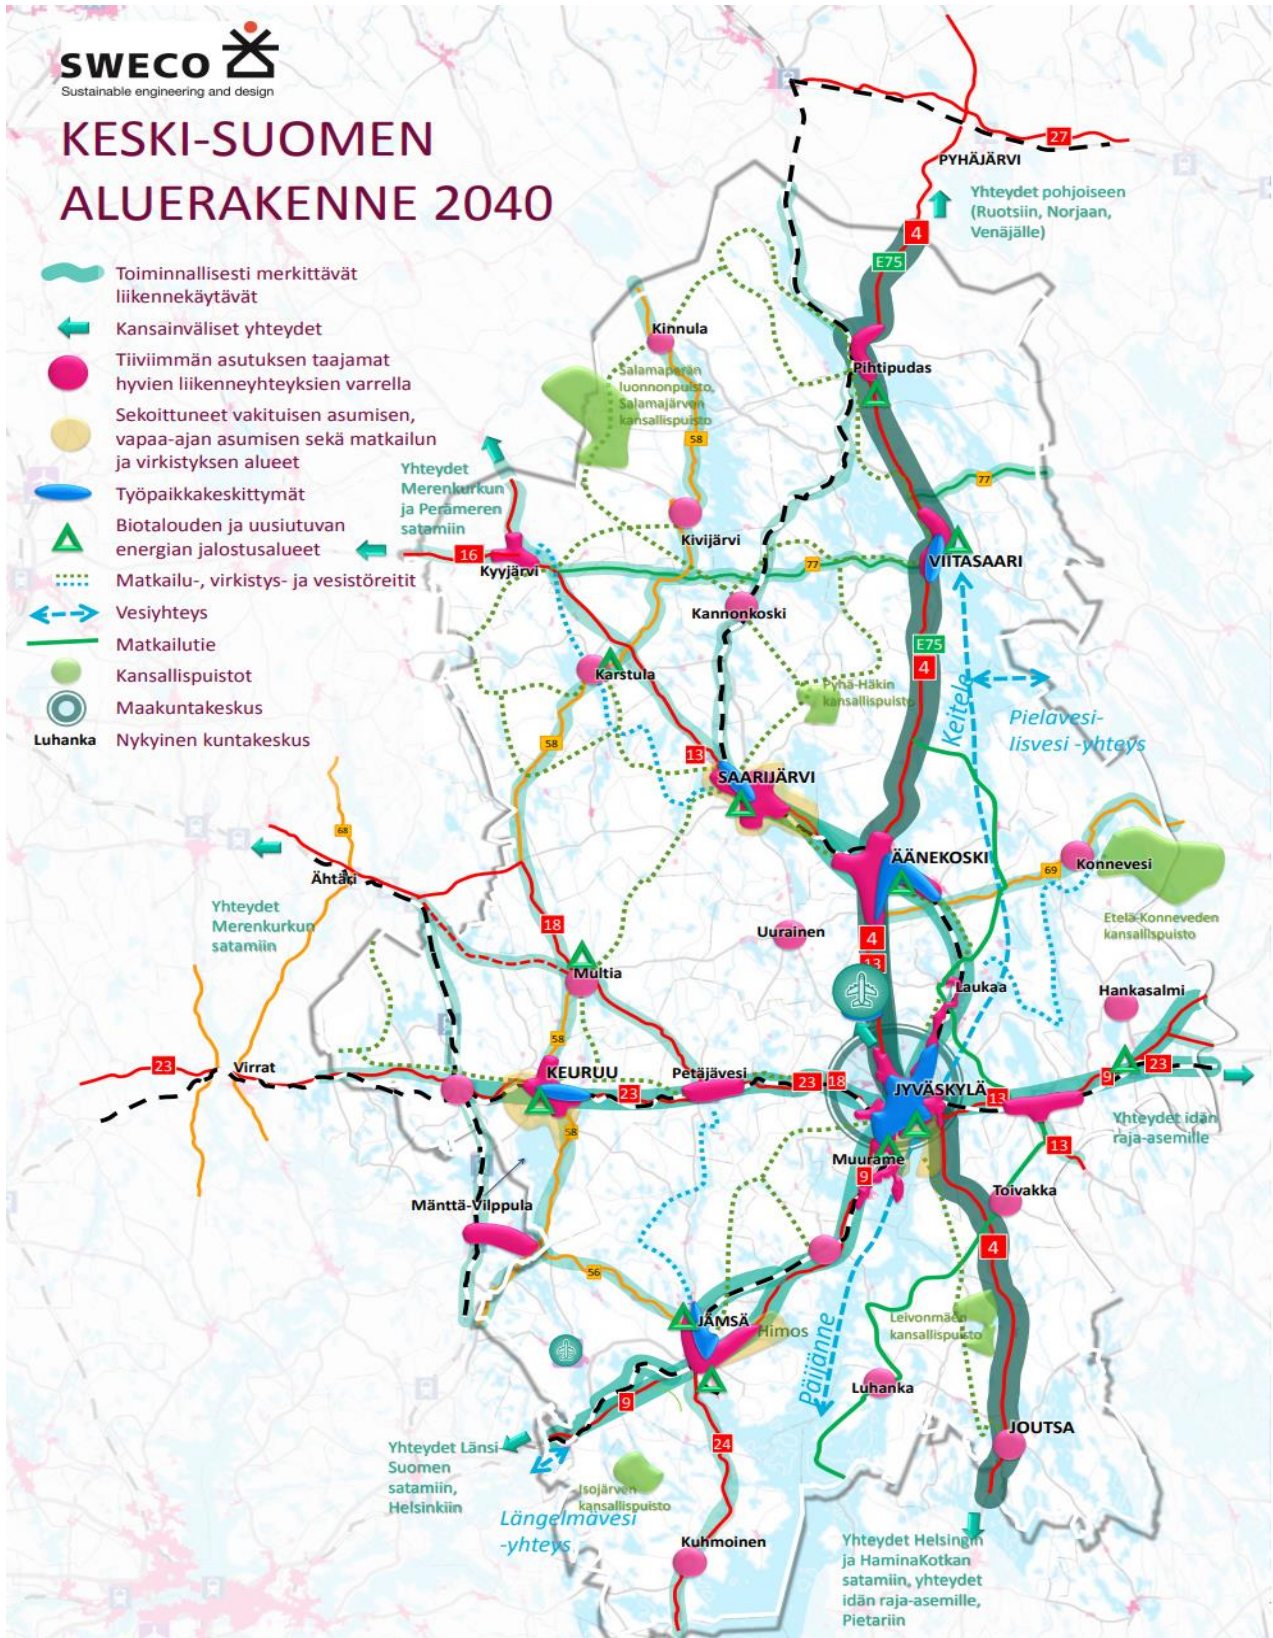 SWECO
Sustainable engineering and design
KESKI-SUOMEN
ALUERAKENNE 2040
Toiminnallisesti merkittävät
liikennekäytävät
Kansainväliset yhteydet
Tiiviimmän asutuksen taajamat
hyvien liikenneyhteyksien varrella
Sekoittuneet vakituisen asumisen,
vapaa-ajan asumisen sekä matkailun
ja virkistyksen alueet
Työpaikkakeskittymät
Biotalouden ja uusiutuvan
energian jalostusalueet
Matkailu-, virkistys- ja vesistöreitit
Vesiyhteys
Matkailutie
Kansallispuistot
Maakuntakeskus
Luhanka Nykyinen kuntakeskus
27
PYHÄJÄRVI
Yhteydet pohjoiseen
(Ruotsiin, Norjaan,
Venäjälle)
4
E75
Kinnula
Salamaperän
luonnonpuisto,
Salamajärven
kansallispuisto
Pihtipudas
58
77
Yhteydet
Merenkurkun
ja Perämeren
satamiin
Kivijärvi
16
Kyyjärvi
77
VIITASAARI
Kannonkoski
E75
4
Karstula
Pyhä-Häkin
kansallispuisto
Keitele
Pielavesi-
Iisvesi -yhteys
58
13
SAARIJÄRVI
68
Ähtäri
ÄÄNEKOSKI
69
Konnevesi
Yhteydet
Merenkurkun
satamiin
18
Uurainen
4
13
Etelä-Konneveden
kansallispuisto
Multia
Laukaa
Hankasalmi
58
23
Virrat
KEURUU
23
Petäjävesi
23
18
JYVÄSKYLÄ
13
9
23
58
Yhteydet idän
raja-asemille
13
Muurame
9
Toivakka
Mänttä-Vilppula
4
56
JÄMSÄ
Himos
Päijänne
Leivonmäen
kansallispuisto
Luhanka
9
24
JOUTSA
Yhteydet Länsi-
Suomen
satamiin,
Helsinkiin
Isojärven
kansallispuisto
Längelmävesi
-yhteys
Kuhmoinen
Yhteydet Helsingin
ja HaminaKotkan
satamiin, yhteydet
idän raja-asemille,
Pietariin